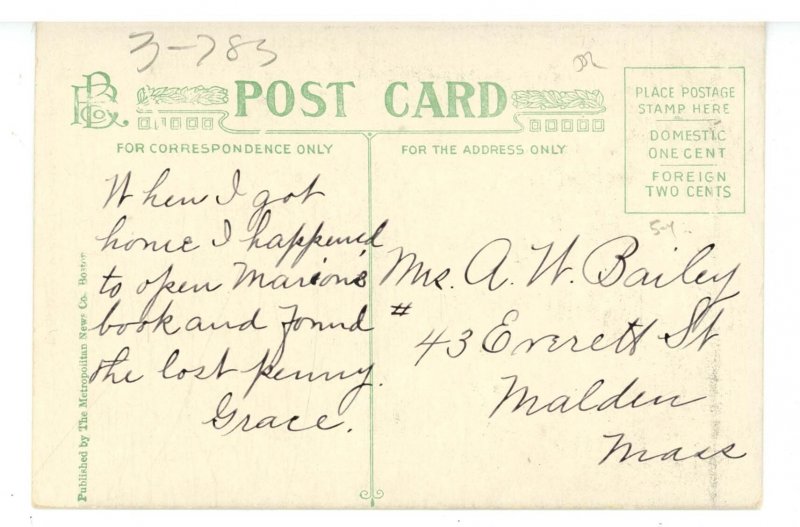 3-785
POST CARD
FOR CORRESPONDENCE ONLY
FOR THE ADDRESS ONLY
PLACE POSTAGE
STAMP HERE
DOMESTIC
ONE CENT
FOREIGN
TWO CENTS
Published by The Metropolitan News Co. Boston
When I got
home I happened
to open Marion's
book and found
the lost penny.
Grace.
Mrs. A. W. Bailey
# 43 Everett St
Malden
Mass